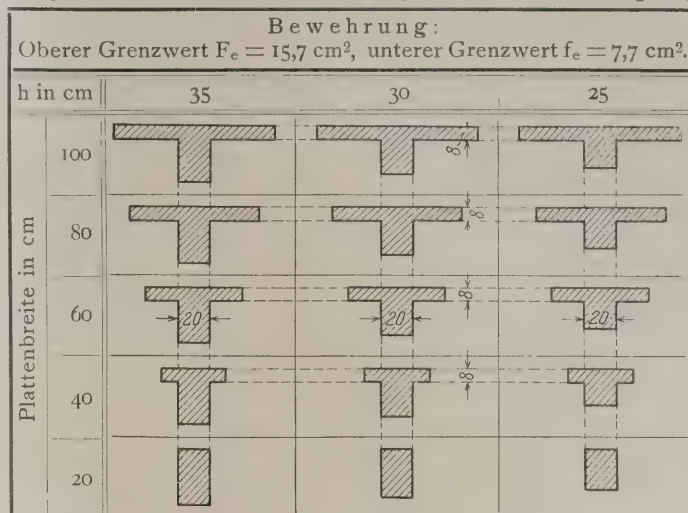 Bewehrung:
Oberer Grenzwert Fe = 15,7 cm², unterer Grenzwert fe = 7,7 cm².
h in cm 35 30 25
Plattenbreite in cm
100 8
80 8
60 20 20 8 20
40 8
20